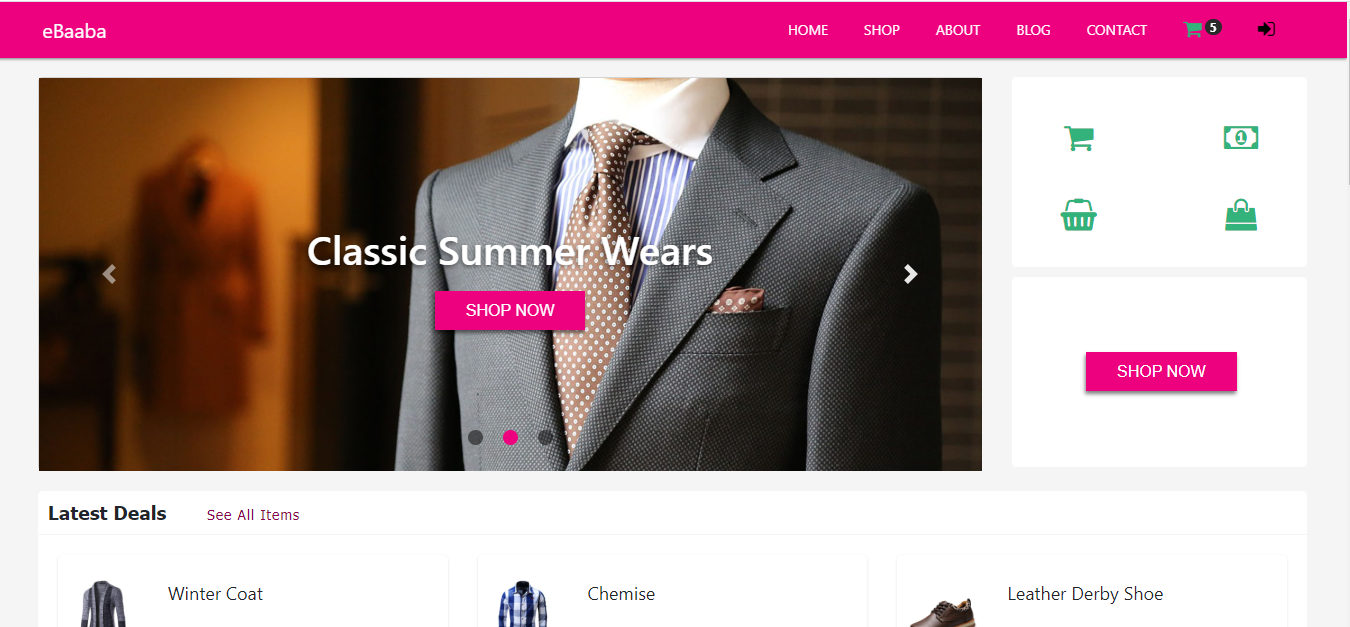 eBaaba
HOME SHOP ABOUT BLOG CONTACT 5
1
Classic Summer Wears
SHOP NOW
SHOP NOW
Latest Deals See All Items
Winter Coat
Chemise
Leather Derby Shoe